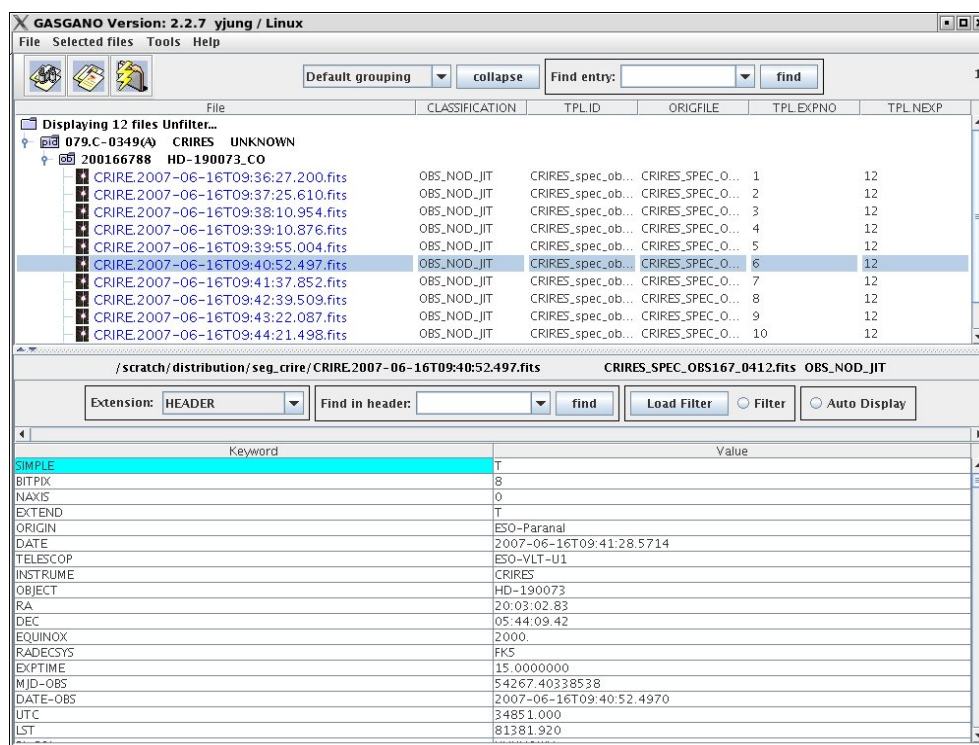 GASGANO Version: 2.2.7 yjung / Linux
File Selected files Tools Help
Default grouping collapse Find entry: find 1
File CLASSIFICATION TPL.ID ORIGFILE TPL.EXPNO TPL.NEXP
Displaying 12 files Unfilter...
pid 079.C-0349(A) CRIRES UNKNOWN
ob 200166788 HD-190073_CO
CRIRE.2007-06-16T09:36:27.200.fits OBS_NOD_JIT CRIRES_spec_ob... CRIRES_SPEC_O... 1 12
CRIRE.2007-06-16T09:37:25.610.fits OBS_NOD_JIT CRIRES_spec_ob... CRIRES_SPEC_O... 2 12
CRIRE.2007-06-16T09:38:10.954.fits OBS_NOD_JIT CRIRES_spec_ob... CRIRES_SPEC_O... 3 12
CRIRE.2007-06-16T09:39:10.876.fits OBS_NOD_JIT CRIRES_spec_ob... CRIRES_SPEC_O... 4 12
CRIRE.2007-06-16T09:39:55.004.fits OBS_NOD_JIT CRIRES_spec_ob... CRIRES_SPEC_O... 5 12
CRIRE.2007-06-16T09:40:52.497.fits OBS_NOD_JIT CRIRES_spec_ob... CRIRES_SPEC_O... 6 12
CRIRE.2007-06-16T09:41:37.852.fits OBS_NOD_JIT CRIRES_spec_ob... CRIRES_SPEC_O... 7 12
CRIRE.2007-06-16T09:42:39.509.fits OBS_NOD_JIT CRIRES_spec_ob... CRIRES_SPEC_O... 8 12
CRIRE.2007-06-16T09:43:22.087.fits OBS_NOD_JIT CRIRES_spec_ob... CRIRES_SPEC_O... 9 12
CRIRE.2007-06-16T09:44:21.498.fits OBS_NOD_JIT CRIRES_spec_ob... CRIRES_SPEC_O... 10 12
/scratch/distribution/seg_crire/CRIRE.2007-06-16T09:40:52.497.fits CRIRES_SPEC_OBS167_0412.fits OBS_NOD_JIT
Extension: HEADER Find in header: find Load Filter Filter Auto Display
Keyword Value
SIMPLE T
BITPIX 8
NAXIS 0
EXTEND T
ORIGIN ESO-Paranal
DATE 2007-06-16T09:41:28.5714
TELESCOP ESO-VLT-U1
INSTRUME CRIRES
OBJECT HD-190073
RA 20:03:02.83
DEC 05:44:09.42
EQUINOX 2000.
RADECSYS FK5
EXPTIME 15.0000000
MJD-OBS 54267.40338538
DATE-OBS 2007-06-16T09:40:52.4970
UTC 34851.000
LST 81381.920